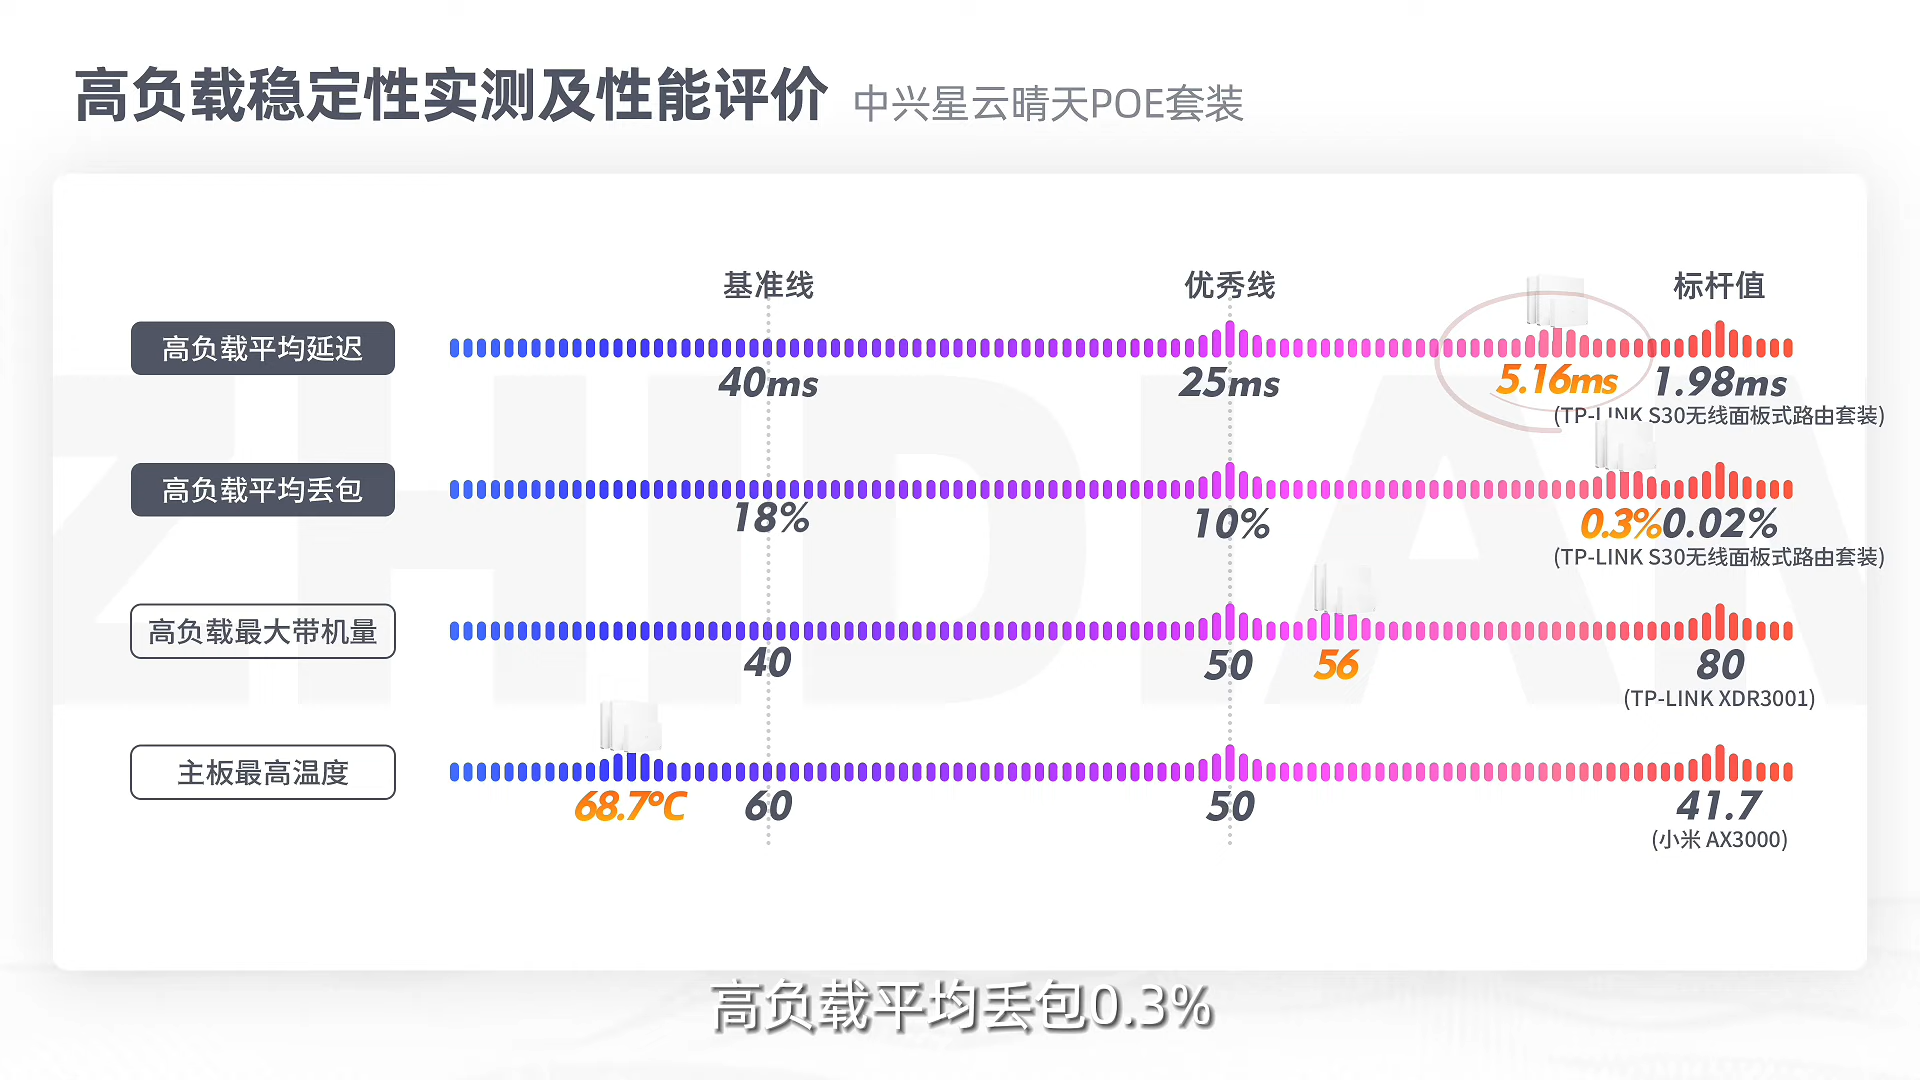 高负载稳定性实测及性能评价 中兴星云晴天POE套装
基准线 优秀线 标杆值
高负载平均延迟
40ms 25ms 5.16ms 1.98ms
(TP-LINK S30无线面板式路由套装)
高负载平均丢包
18% 10% 0.3% 0.02%
(TP-LINK S30无线面板式路由套装)
高负载最大带机量
40 50 56 80
(TP-LINK XDR3001)
主板最高温度
68.7°C 60 50 41.7
(小米 AX3000)
ZHIDIAN
高负载平均丢包0.3%